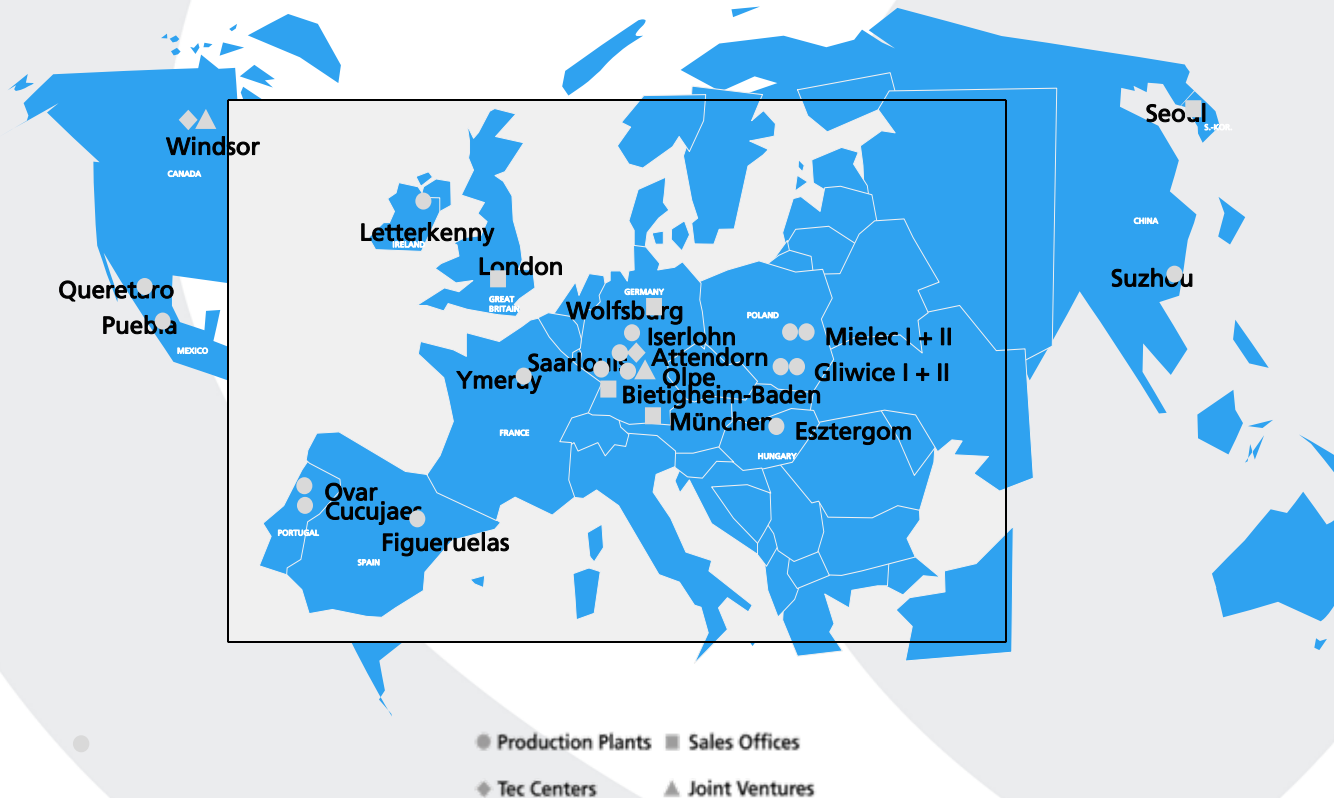 Seoul
S.-KOR.
Windsor
CANADA
CHINA
Letterkenny
IRELAND
London
Suzhou
Queretaro
GERMANY
GREAT
BRITAIN
Wolfsburg
POLAND
Puebla
Iserlohn
Mielec I + II
MEXICO
Saarlouis
Attendorn
Ymeray
Olpe
Gliwice I + II
Bietigheim-Baden
München
FRANCE
Esztergom
HUNGARY
Ovar
Cucujaes
PORTUGAL
Figueruelas
SPAIN
Production Plants
Sales Offices
Tec Centers
Joint Ventures